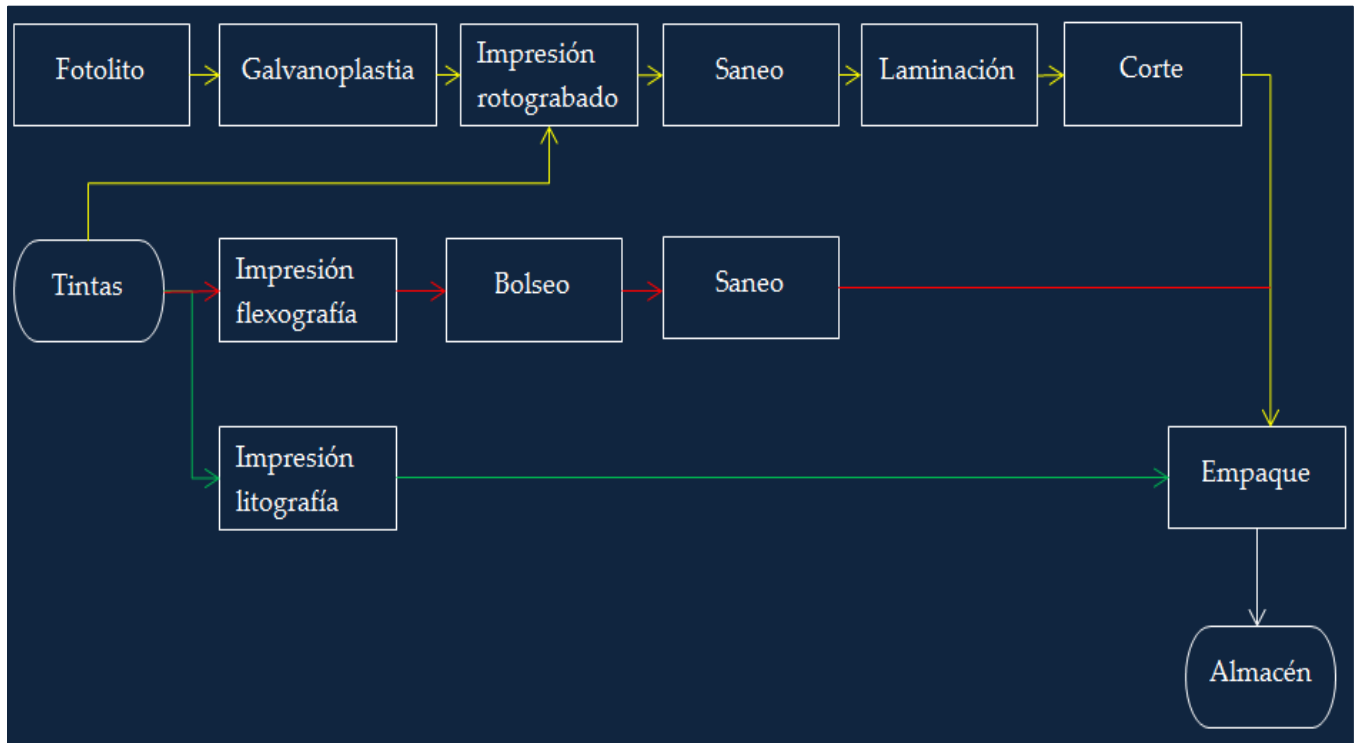 Fotolito
Galvanoplastia
Impresión
rotograbado
Saneo
Laminación
Corte
Tintas
Impresión
flexografía
Bolseo
Saneo
Impresión
litografía
Empaque
Almacén